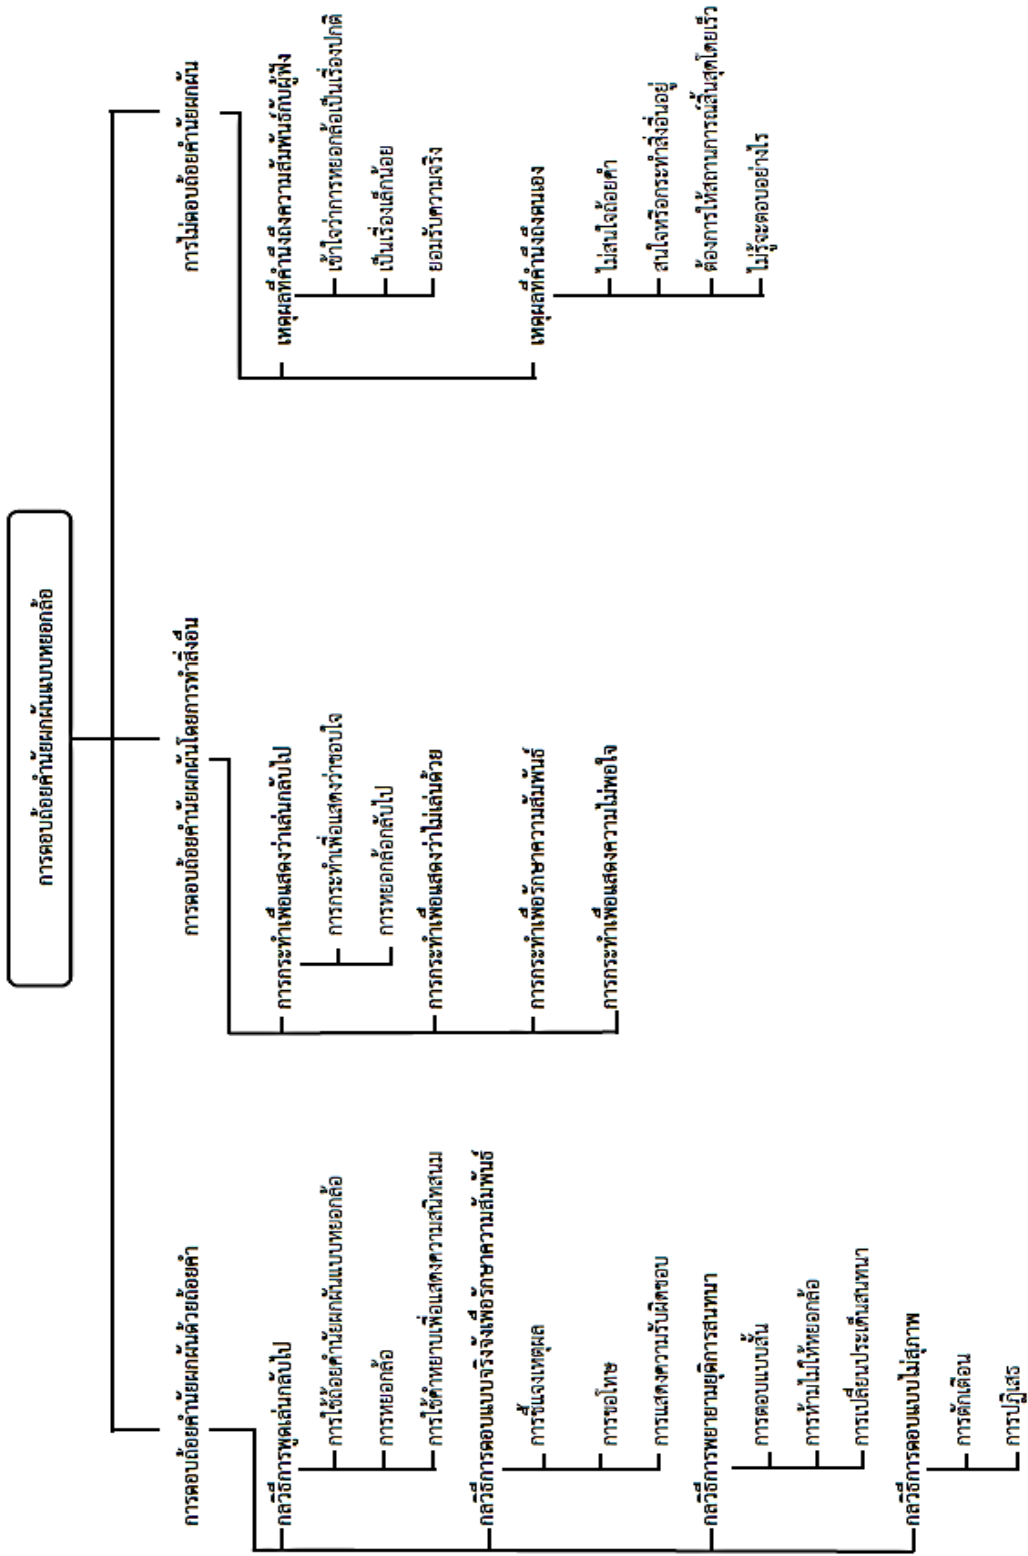 การตอบถ้อยคำนัยผกผันแบบหยอกล้อ
การตอบถ้อยคำนัยผกผันด้วยถ้อยคำ
กลวิธีการพูดเล่นกลับไป
การใช้ถ้อยคำนัยผกผันแบบหยอกล้อ
การหยอกล้อ
การใช้คำหยาบเพื่อแสดงความสนิทสนม
กลวิธีการตอบแบบจริงจังเพื่อรักษาความสัมพันธ์
การชี้แจงเหตุผล
การขอโทษ
การแสดงความรับผิดชอบ
กลวิธีการพยายามยุติการสนทนา
การตอบแบบสั้น
การห้ามไม่ให้หยอกล้อ
การเปลี่ยนประเด็นสนทนา
กลวิธีการตอบแบบไม่สุภาพ
การตักเตือน
การปฏิเสธ
การตอบถ้อยคำนัยผกผันโดยการทำสิ่งอื่น
การกระทำเพื่อแสดงว่าเล่นกลับไป
การกระทำเพื่อแสดงว่าชอบใจ
การหยอกล้อกลับไป
การกระทำเพื่อแสดงว่าไม่เล่นด้วย
การกระทำเพื่อรักษาความสัมพันธ์
การกระทำเพื่อแสดงความไม่พอใจ
การไม่ตอบถ้อยคำนัยผกผัน
เหตุผลที่คำนึงถึงความสัมพันธ์กับผู้ฟัง
เข้าใจว่าการหยอกล้อเป็นเรื่องปกติ
เป็นเรื่องเล็กน้อย
ยอมรับความจริง
เหตุผลที่คำนึงถึงตนเอง
ไม่สนใจถ้อยคำ
สนใจหรือกระทำสิ่งอื่นอยู่
ต้องการให้สถานการณ์สิ้นสุดโดยเร็ว
ไม่รู้จะตอบอย่างไร